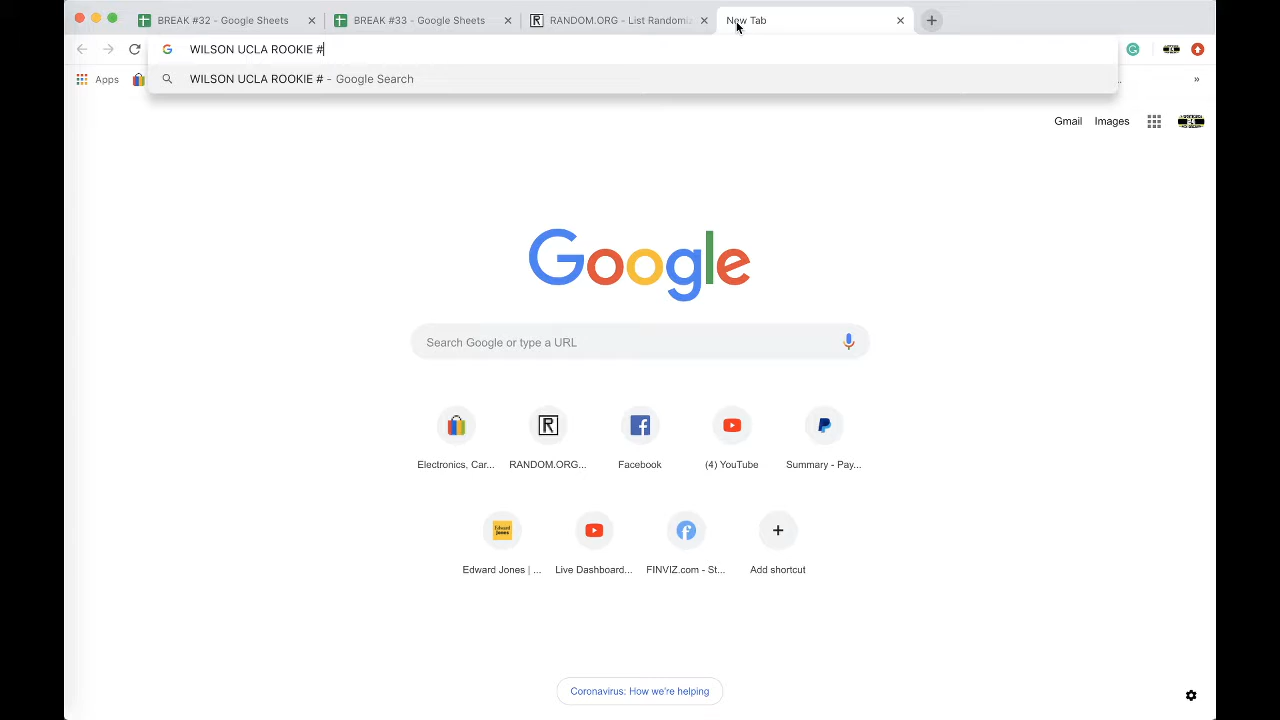 BREAK #32 - Google Sheets
BREAK #33 - Google Sheets
RANDOM.ORG - List Randomiz
New Tab
WILSON UCLA ROOKIE #
WILSON UCLA ROOKIE # - Google Search
Apps
»
Gmail
Images
Google
Search Google or type a URL
Electronics, Car...
RANDOM.ORG...
Facebook
(4) YouTube
Summary - Pay...
Edward Jones
Edward Jones | ...
Live Dashboard...
FINVIZ.com - St...
Add shortcut
Coronavirus: How we're helping